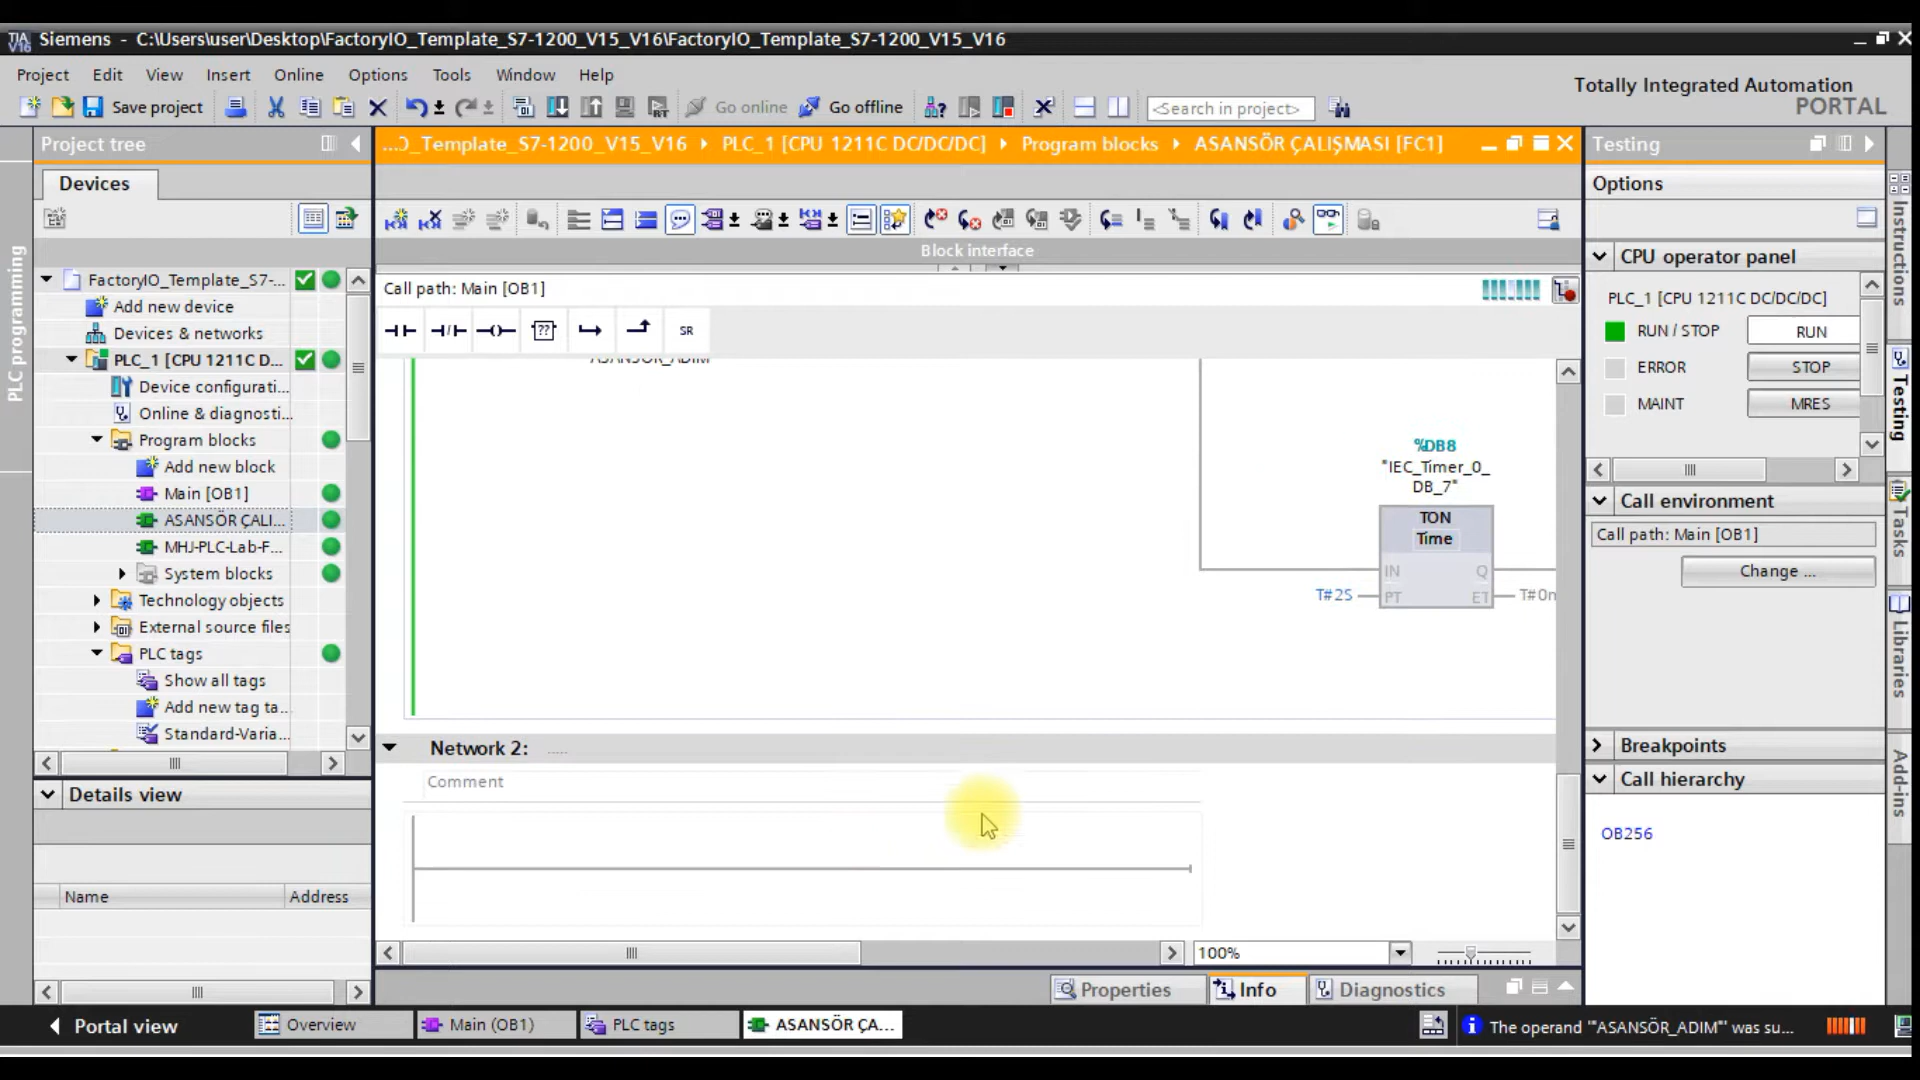 TIA
V16
Siemens - C:\Users\user\Desktop\FactoryIO_Template_S7-1200_V15_V16\FactoryIO_Template_S7-1200_V15_V16
Project Edit View Insert Online Options Tools Window Help
Totally Integrated Automation
PORTAL
Save project
Go online
Go offline
<Search in project>
Project tree
...O_Template_S7-1200_V15_V16 PLC_1 [CPU 1211C DC/DC/DC] Program blocks ASANSÖR ÇALIŞMASI [FC1]
Testing
Devices
Options
PLC programming
Block interface
Call path: Main [OB1]
??
SR
FactoryIO_Template_S7-...
Add new device
Devices & networks
PLC_1 [CPU 1211C D...
Device configurati...
Online & diagnosti...
Program blocks
Add new block
Main [OB1]
ASANSÖR ÇALI...
MHJ-PLC-Lab-F...
System blocks
Technology objects
External source files
PLC tags
Show all tags
Add new tag ta...
Standard-Varia...
ASANSÖR_ADIM
%DB8
"IEC_Timer_0_
DB_7"
TON
Time
IN Q
T#2S PT ET T#0m
Network 2: .....
Comment
100%
CPU operator panel
PLC_1 [CPU 1211C DC/DC/DC]
RUN / STOP RUN
ERROR STOP
MAINT MRES
Call environment
Call path: Main [OB1]
Change ...
Breakpoints
Call hierarchy
OB256
Instructions
Testing
Tasks
Libraries
Add-ins
Details view
Name Address
Properties Info Diagnostics
Portal view Overview Main (OB1) PLC tags ASANSÖR ÇA...
The operand '"ASANSÖR_ADIM"' was su...